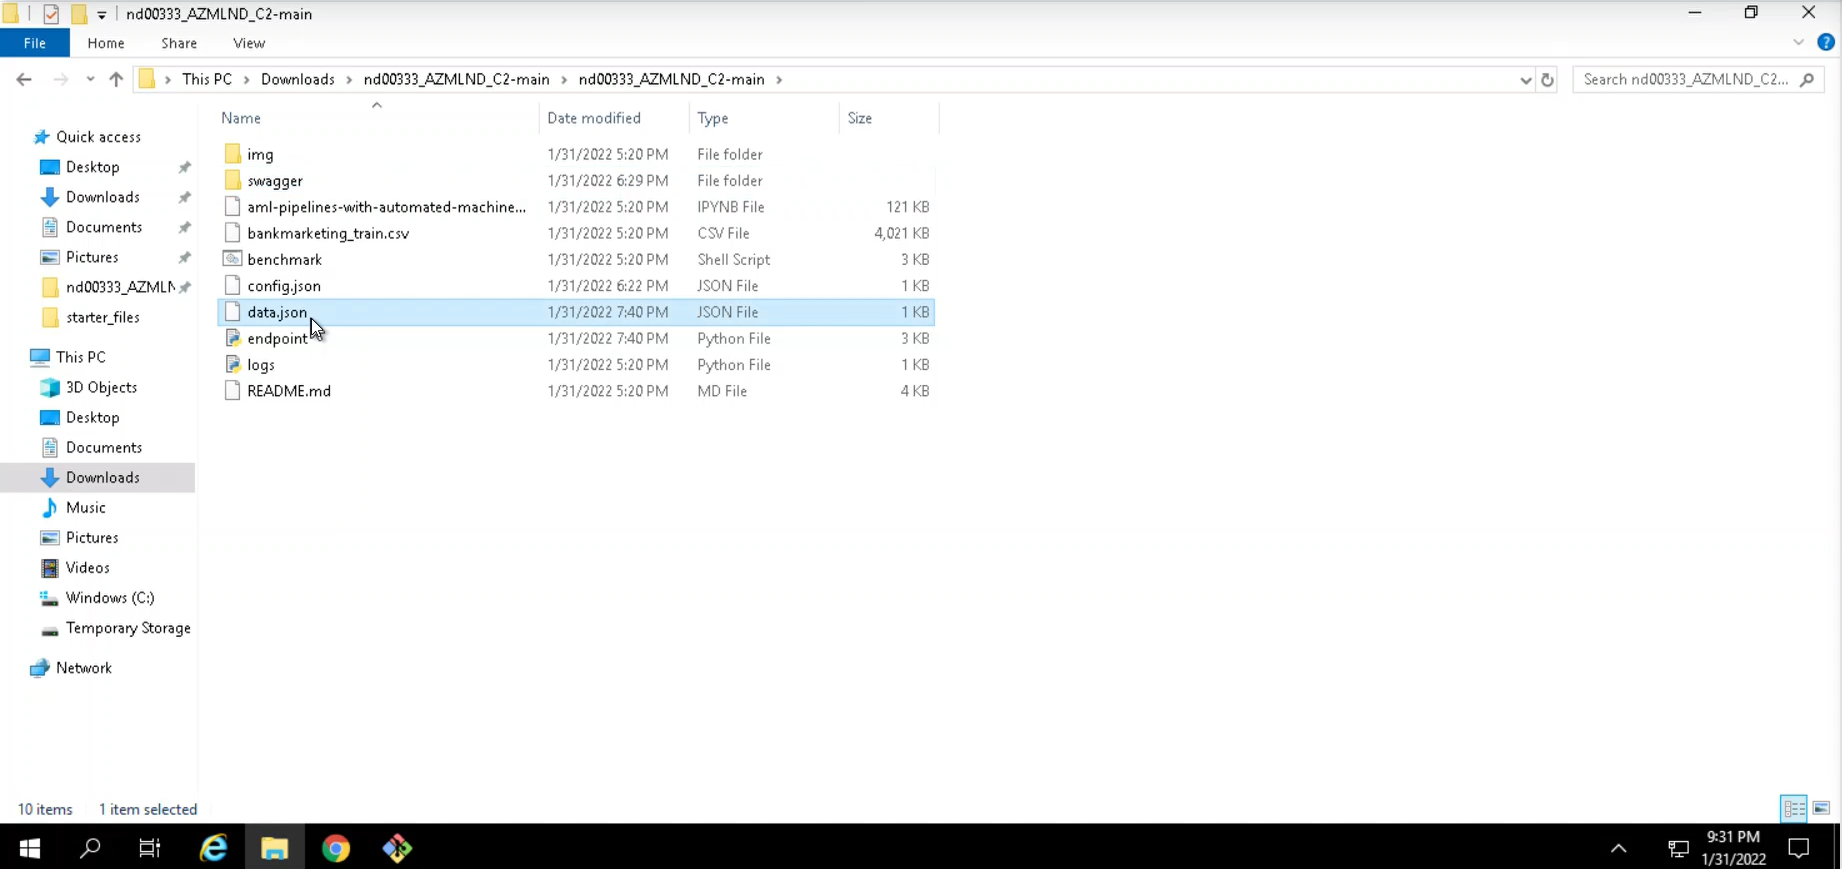 nd00333_AZMLND_C2-main
File Home Share View
This PC Downloads nd00333_AZMLND_C2-main nd00333_AZMLND_C2-main Search nd00333_AZMLND_C2...
Name Date modified Type Size
Quick access
Desktop
Downloads
Documents
Pictures
nd00333_AZMLN
starter_files
This PC
3D Objects
Desktop
Documents
Downloads
Music
Pictures
Videos
Windows (C:)
Temporary Storage
Network
img 1/31/2022 5:20 PM File folder
swagger 1/31/2022 6:29 PM File folder
aml-pipelines-with-automated-machine... 1/31/2022 5:20 PM IPYNB File 121 KB
bankmarketing_train.csv 1/31/2022 5:20 PM CSV File 4,021 KB
benchmark 1/31/2022 5:20 PM Shell Script 3 KB
config.json 1/31/2022 6:22 PM JSON File 1 KB
data.json 1/31/2022 7:40 PM JSON File 1 KB
endpoint 1/31/2022 7:40 PM Python File 3 KB
logs 1/31/2022 5:20 PM Python File 1 KB
README.md 1/31/2022 5:20 PM MD File 4 KB
10 items 1 item selected
9:31 PM
1/31/2022